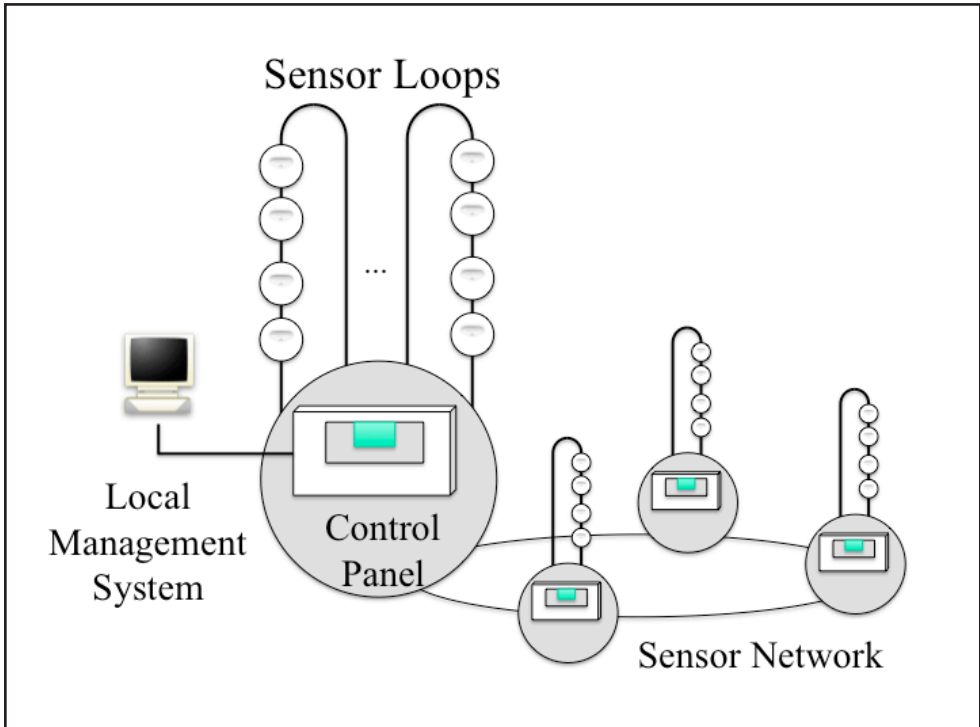 Sensor Loops
...
Local
Management
System
Control
Panel
Sensor Network